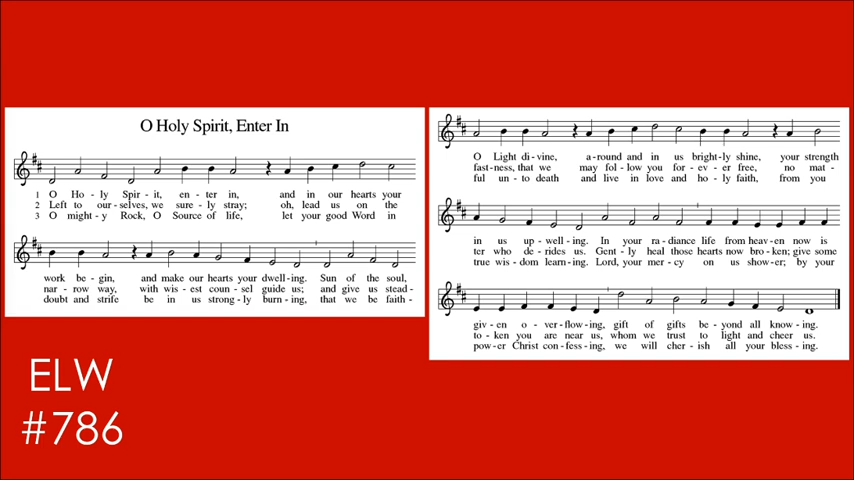 O Holy Spirit, Enter In
1 O Ho - ly Spir - it, en - ter in, and in our hearts your
2 Left to our - selves, we sure - ly stray; oh, lead us on the
3 O might - y Rock, O Source of life, let your good Word in
work be - gin, and make our hearts your dwell - ing. Sun of the soul,
nar - row way, with wis - est coun - sel guide us; and give us stead -
doubt and strife be in us strong - ly burn - ing, that we be faith -
O Light di - vine, a - round and in us bright - ly shine, your strength
fast - ness, that we may fol - low you for - ev - er free, no mat -
ful un - to death and live in love and ho - ly faith, from you
in us up - well - ing. In your ra - diance life from heav - en now is
ter who de - rides us. Gent - ly heal those hearts now bro - ken; give some
true wis - dom learn - ing. Lord, your mer - cy on us show - er; by your
giv - en o - ver - flow - ing, gift of gifts be - yond all know - ing.
to - ken you are near us, whom we trust to light and cheer us.
pow - er Christ con - fess - ing, we will cher - ish all your bless - ing.
ELW
#786